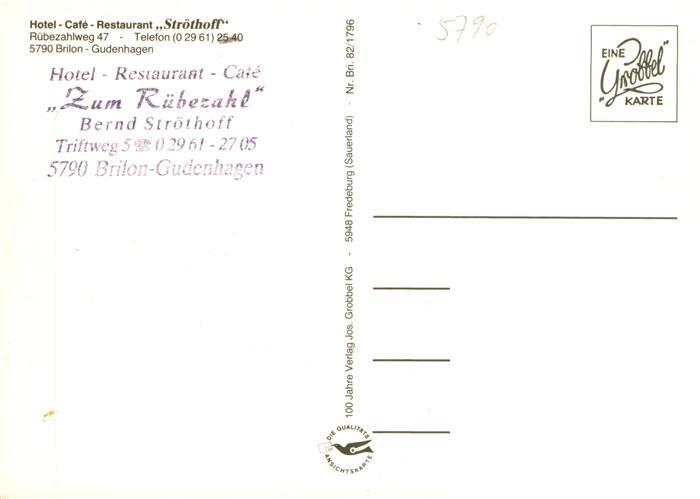 Hotel - Café - Restaurant „Ströthoff“
Rübezahlweg 47 - Telefon (0 29 61) 25 40
5790 Brilon - Gudenhagen
Hotel - Restaurant - Café
„Zum Rübezahl“
Bernd Ströthoff
Triftweg 5 ☎ 0 29 61 - 27 05
5790 Brilon-Gudenhagen
100 Jahre Verlag Jos. Grobbel KG - 5948 Fredeburg (Sauerland) - Nr. Bri. 82/1796
5790
EINE
„Grobbel“
KARTE
DIE QUALITÄTS
ANSICHTSKARTE